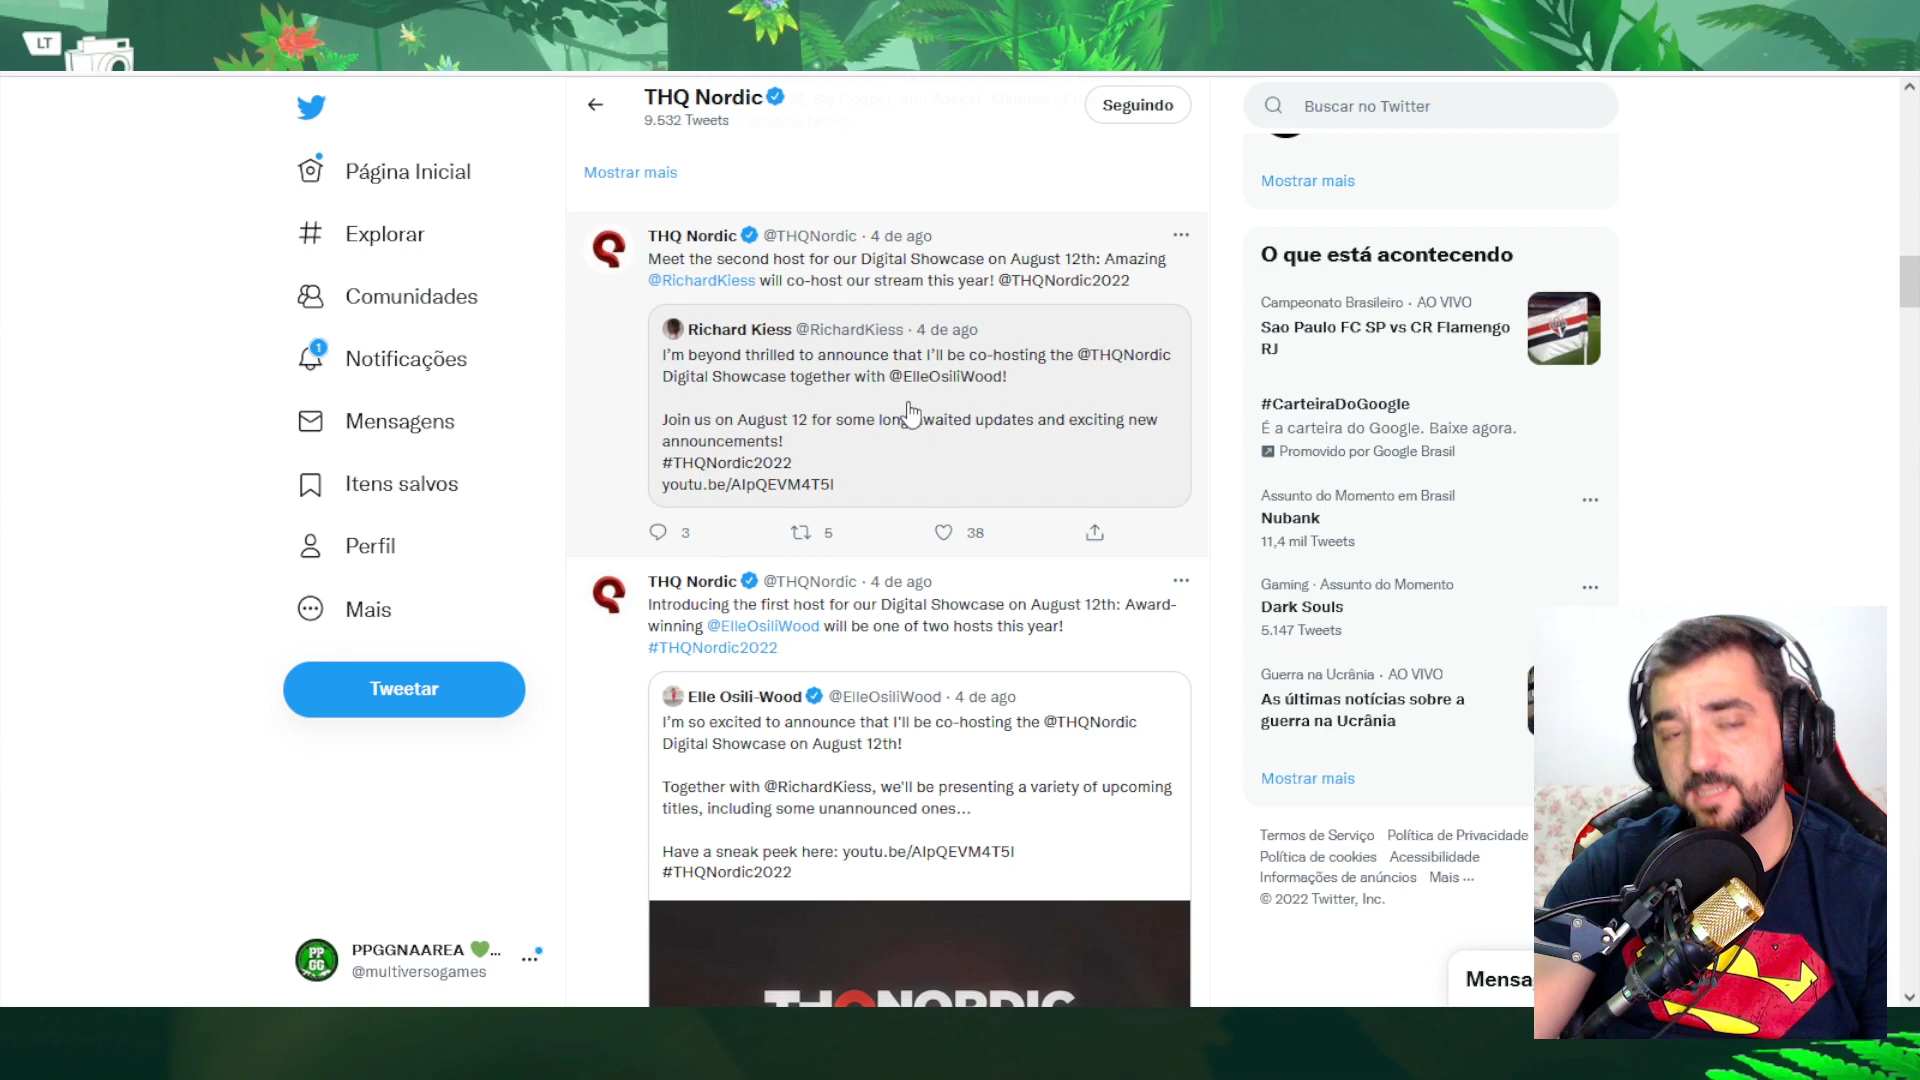 LT
THQ Nordic
9.532 Tweets
Seguindo
Buscar no Twitter
Página Inicial
Explorar
Comunidades
1
Notificações
Mensagens
Itens salvos
Perfil
Mais
Tweetar
PP
GG
PPGGNAAREA 💚...
@multiversogames
Mostrar mais
THQ Nordic @THQNordic · 4 de ago
Meet the second host for our Digital Showcase on August 12th: Amazing
@RichardKiess will co-host our stream this year! @THQNordic2022
Richard Kiess @RichardKiess · 4 de ago
I'm beyond thrilled to announce that I'll be co-hosting the @THQNordic
Digital Showcase together with @ElleOsiliWood!
Join us on August 12 for some long awaited updates and exciting new
announcements!
#THQNordic2022
youtu.be/AIpQEVM4T5I
3
5
38
THQ Nordic @THQNordic · 4 de ago
Introducing the first host for our Digital Showcase on August 12th: Award-
winning @ElleOsiliWood will be one of two hosts this year!
#THQNordic2022
Elle Osili-Wood @ElleOsiliWood · 4 de ago
I'm so excited to announce that I'll be co-hosting the @THQNordic
Digital Showcase on August 12th!
Together with @RichardKiess, we'll be presenting a variety of upcoming
titles, including some unannounced ones...
Have a sneak peek here: youtu.be/AIpQEVM4T5I
#THQNordic2022
THQNORDIC
Mostrar mais
O que está acontecendo
Campeonato Brasileiro · AO VIVO
Sao Paulo FC SP vs CR Flamengo
RJ
#CarteiraDoGoogle
É a carteira do Google. Baixe agora.
Promovido por Google Brasil
Assunto do Momento em Brasil
Nubank
11,4 mil Tweets
Gaming · Assunto do Momento
Dark Souls
5.147 Tweets
Guerra na Ucrânia · AO VIVO
As últimas notícias sobre a
guerra na Ucrânia
Mostrar mais
Termos de Serviço Política de Privacidade
Política de cookies Acessibilidade
Informações de anúncios Mais ···
© 2022 Twitter, Inc.
Mensa